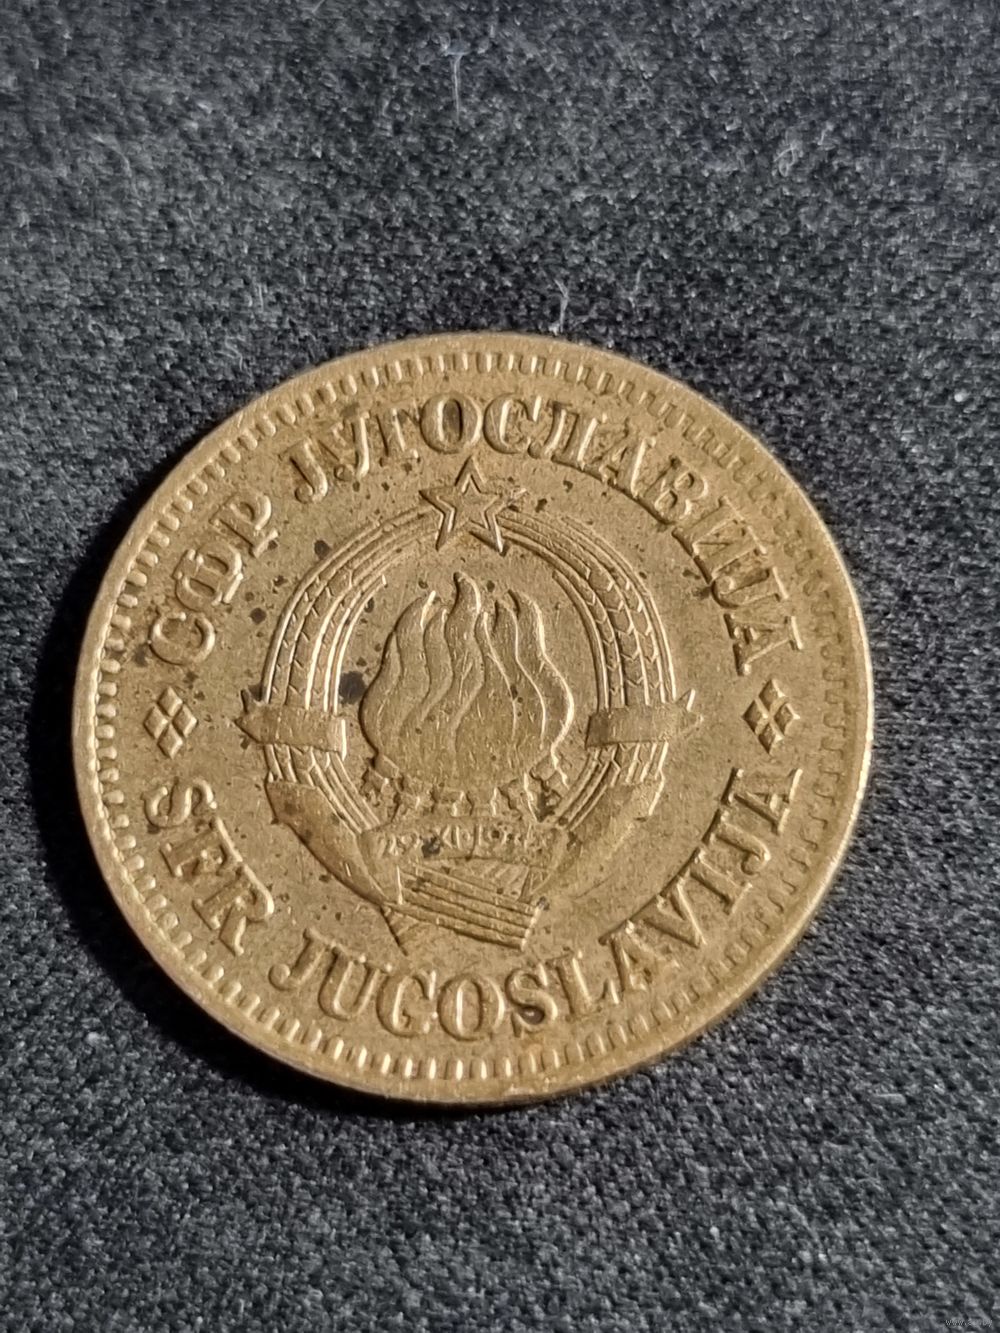 СФР ЈУГОСЛАВИЈА
29·XI·1943
SFR JUGOSLAVIJA